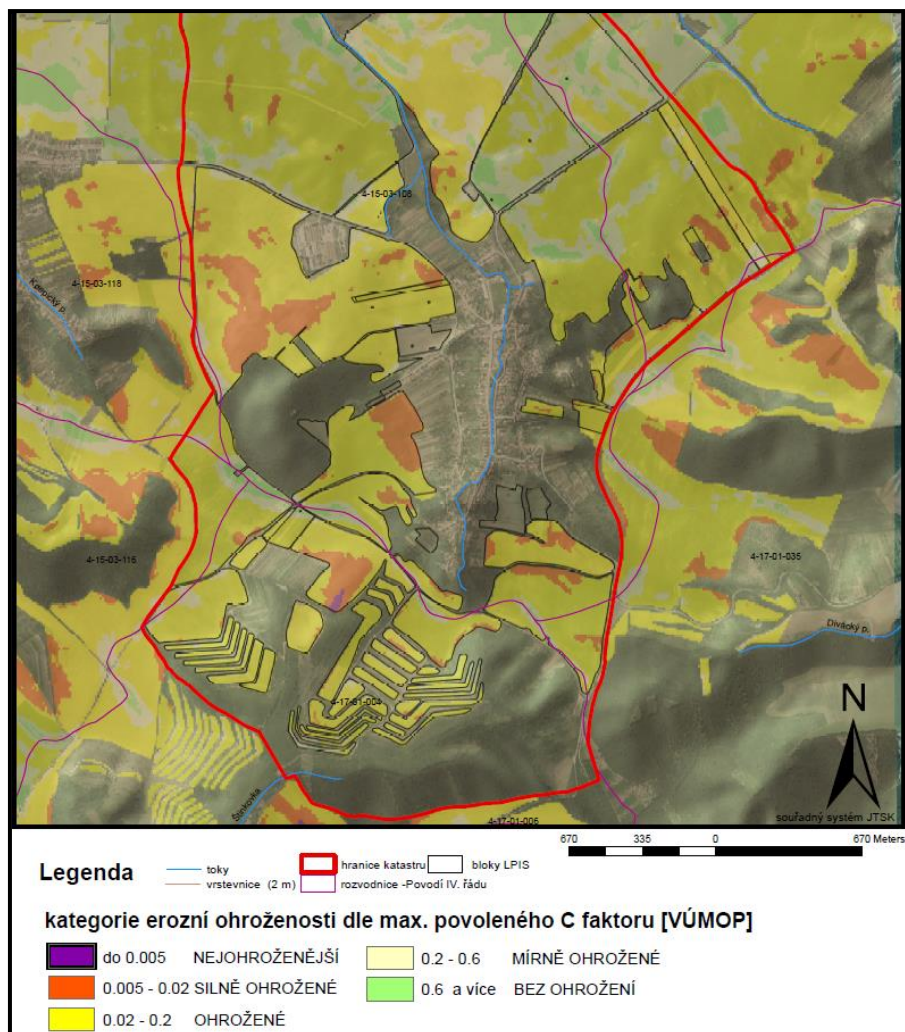 4-15-03-108
4-15-03-118
4-15-03-116
4-17-01-035
Divácký p.
4-17-01-004
N
Štinkovka
souřadný systém JTSK
4-17-01-006
670 335 0 670 Meters
Legenda
toky
hranice katastru
bloky LPIS
vrstevnice (2 m)
rozvodnice -Povodí IV. řádu
kategorie erozní ohroženosti dle max. povoleného C faktoru [VÚMOP]
do 0.005 NEJOHROŽENĚJŠÍ
0.2 - 0.6 MÍRNĚ OHROŽENÉ
0.005 - 0.02 SILNĚ OHROŽENÉ
0.6 a více BEZ OHROŽENÍ
0.02 - 0.2 OHROŽENÉ